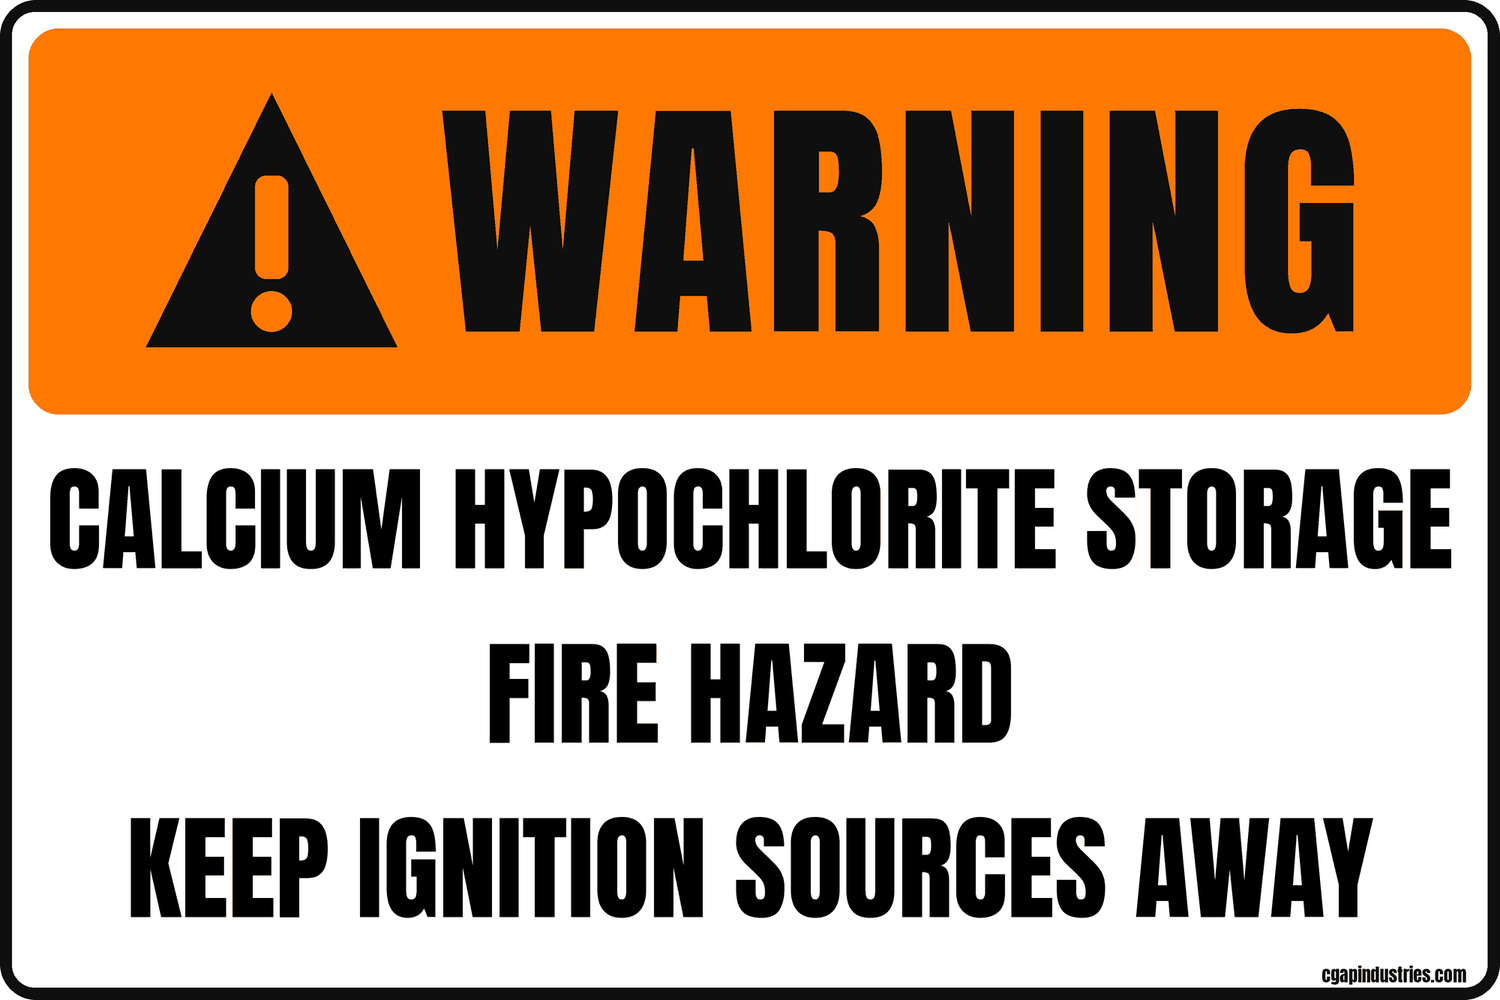 WARNING
CALCIUM HYPOCHLORITE STORAGE
FIRE HAZARD
KEEP IGNITION SOURCES AWAY
cgapindustries.com